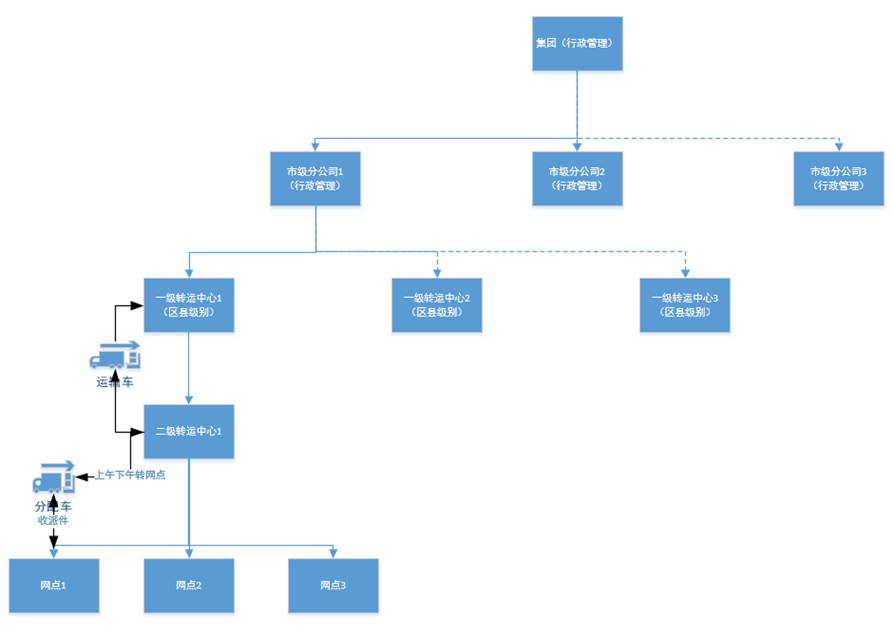 集团（行政管理）
市级分公司1
（行政管理）
市级分公司2
（行政管理）
市级分公司3
（行政管理）
一级转运中心1
（区县级别）
一级转运中心2
（区县级别）
一级转运中心3
（区县级别）
运输车
二级转运中心1
上午下午转网点
分配车
收派件
网点1
网点2
网点3